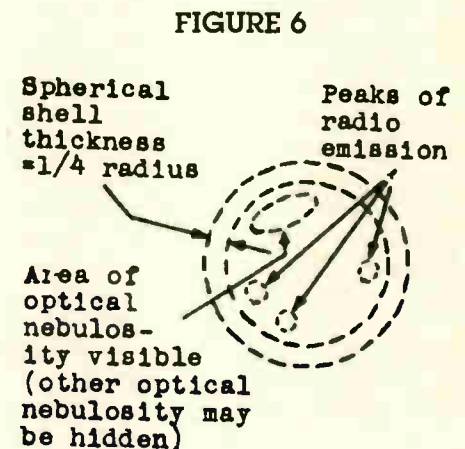 FIGURE 6
Spherical
shell
thickness
=1/4 radius
Peaks of
radio
emission
Area of
optical
nebulos-
ity visible
(other optical
nebulosity may
be hidden)